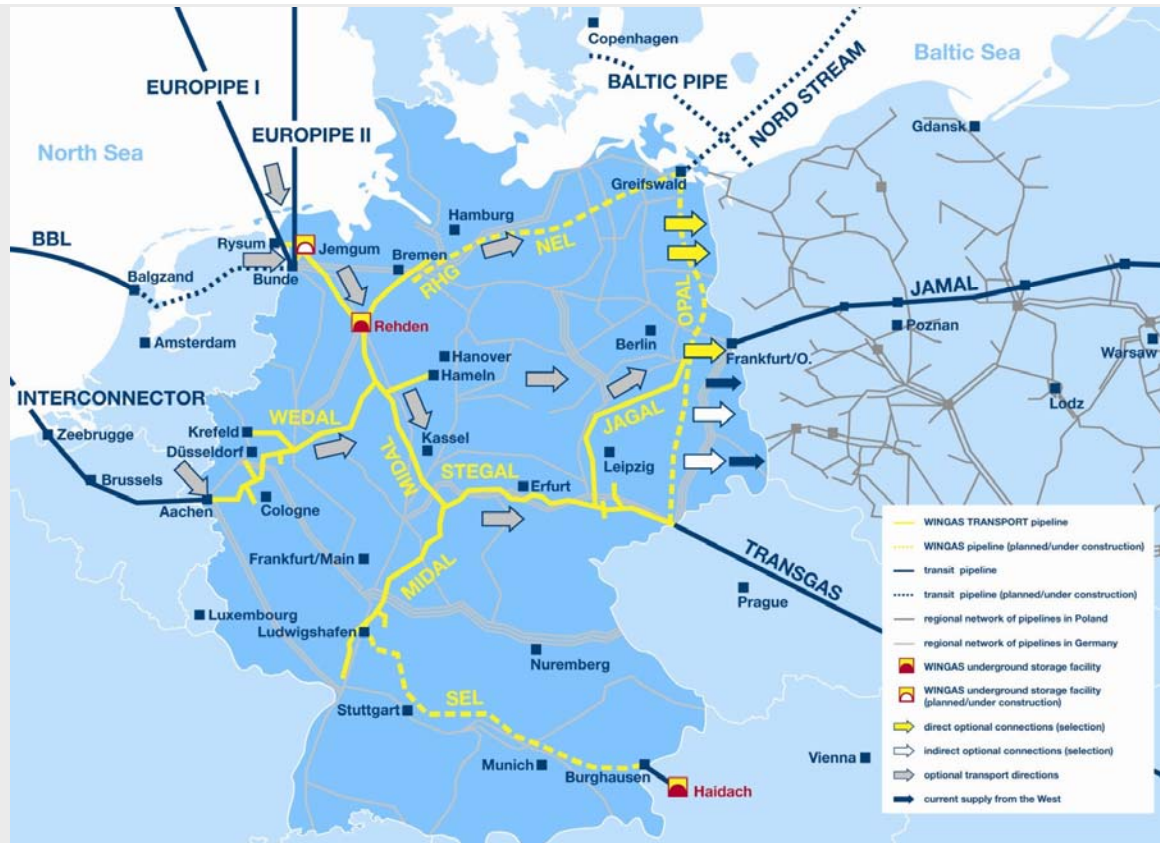 Copenhagen
Baltic Sea
BALTIC PIPE
NORD STREAM
EUROPIPE I
EUROPIPE II
North Sea
Gdansk
Greifswald
Hamburg
NEL
BBL
Rysum
Jemgum
Bremen
RHG
Balgzand
Bunde
OPAL
JAMAL
Rehden
Berlin
Poznan
Amsterdam
Hanover
Frankfurt/O.
Warsaw
Hameln
INTERCONNECTOR
WEDAL
JAGAL
Lodz
Zeebrugge
Krefeld
Kassel
Düsseldorf
MIDAL
STEGAL
Leipzig
Brussels
Erfurt
Aachen
Cologne
Frankfurt/Main
MIDAL
TRANSGAS
Prague
Luxembourg
Ludwigshafen
Nuremberg
SEL
Stuttgart
Munich
Burghausen
Vienna
Haidach
WINGAS TRANSPORT pipeline
WINGAS pipeline (planned/under construction)
transit pipeline
transit pipeline (planned/under construction)
regional network of pipelines in Poland
regional network of pipelines in Germany
WINGAS underground storage facility
WINGAS underground storage facility
(planned/under construction)
direct optional connections (selection)
indirect optional connections (selection)
optional transport directions
current supply from the West